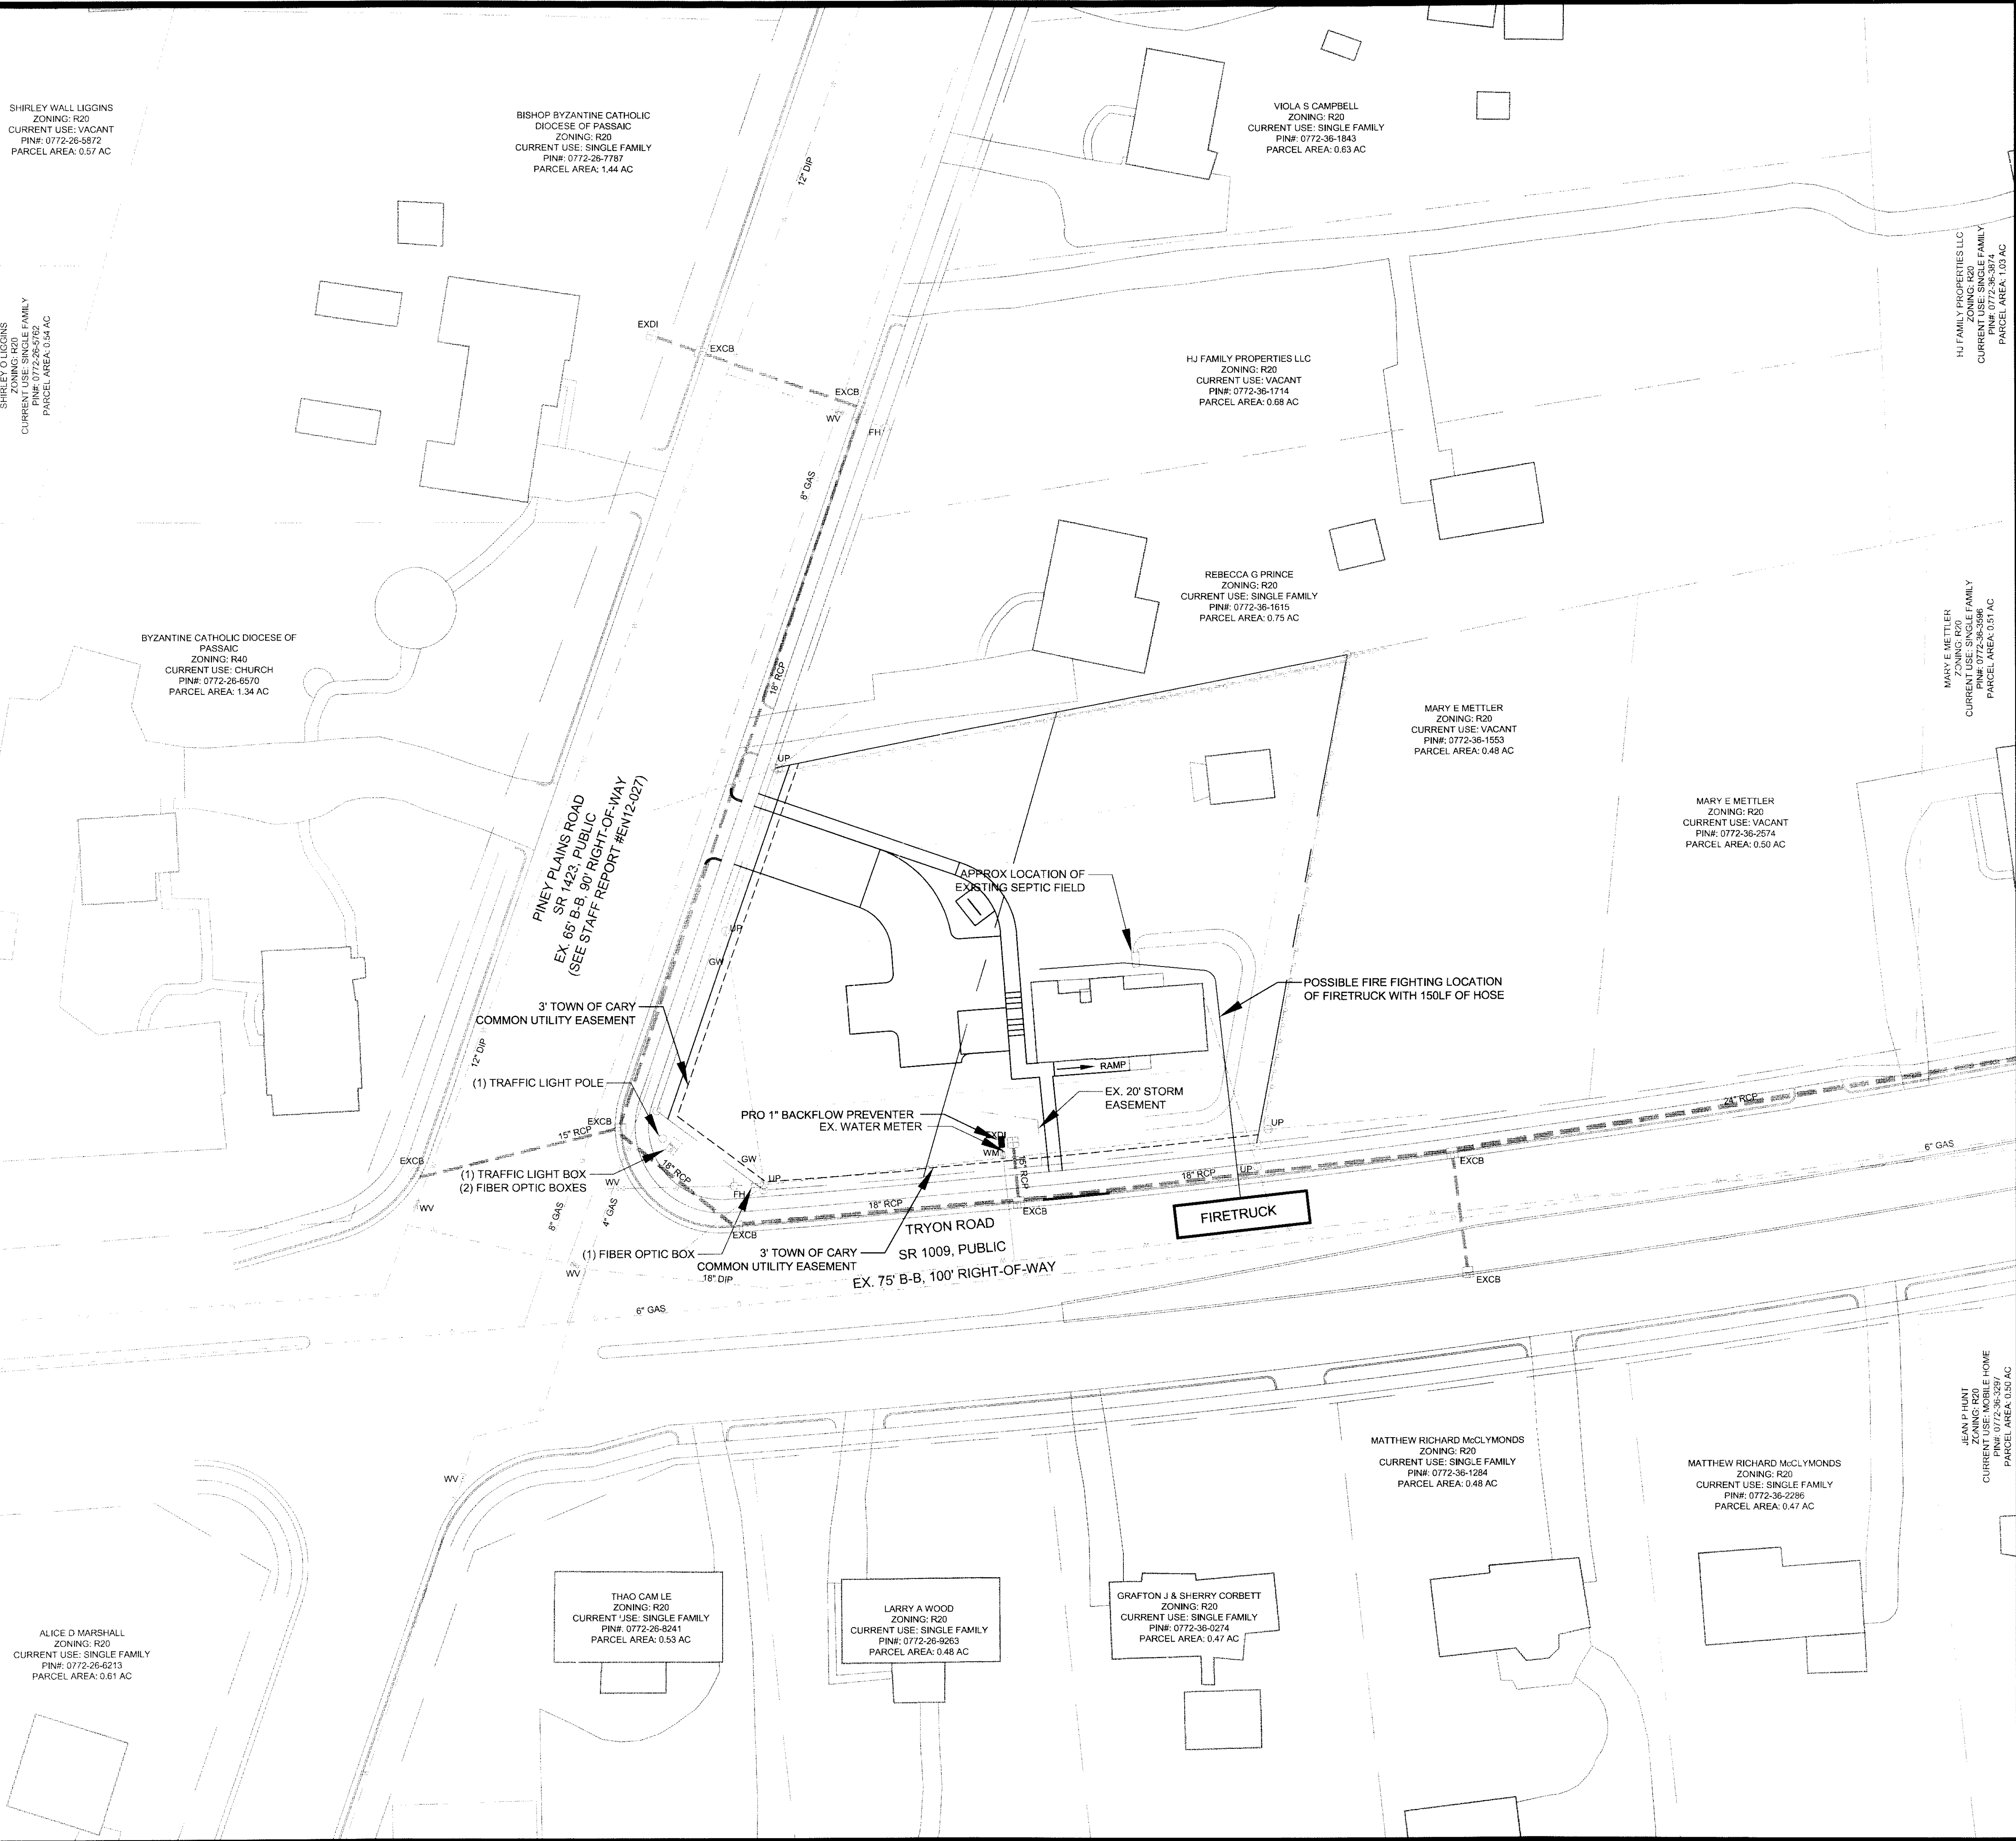 SHIRLEY WALL LIGGINS
ZONING: R20
CURRENT USE: VACANT
PIN#: 0772-26-5872
PARCEL AREA: 0.57 AC
BISHOP BYZANTINE CATHOLIC
DIOCESE OF PASSAIC
ZONING: R20
CURRENT USE: SINGLE FAMILY
PIN#: 0772-26-7787
PARCEL AREA: 1.44 AC
12" DIP
VIOLA S CAMPBELL
ZONING: R20
CURRENT USE: SINGLE FAMILY
PIN#: 0772-36-1843
PARCEL AREA: 0.63 AC
SHIRLEY O LIGGINS
ZONING: R20
CURRENT USE: SINGLE FAMILY
PIN#: 0772-26-5762
PARCEL AREA: 0.54 AC
HJ FAMILY PROPERTIES LLC
ZONING: R20
CURRENT USE: SINGLE FAMILY
PIN#: 0772-36-3874
PARCEL AREA: 1.03 AC
EXDI
EXCB
EXCB
WV
FH
8" GAS
HJ FAMILY PROPERTIES LLC
ZONING: R20
CURRENT USE: VACANT
PIN#: 0772-36-1714
PARCEL AREA: 0.68 AC
REBECCA G PRINCE
ZONING: R20
CURRENT USE: SINGLE FAMILY
PIN#: 0772-36-1615
PARCEL AREA: 0.75 AC
MARY E METTLER
ZONING: R20
CURRENT USE: SINGLE FAMILY
PIN#: 0772-36-3596
PARCEL AREA: 0.51 AC
BYZANTINE CATHOLIC DIOCESE OF
PASSAIC
ZONING: R40
CURRENT USE: CHURCH
PIN#: 0772-26-6570
PARCEL AREA: 1.34 AC
18" RCP
MARY E METTLER
ZONING: R20
CURRENT USE: VACANT
PIN#: 0772-36-1553
PARCEL AREA: 0.48 AC
UP
MARY E METTLER
ZONING: R20
CURRENT USE: VACANT
PIN#: 0772-36-2574
PARCEL AREA: 0.50 AC
PINEY PLAINS ROAD
SR 1423, PUBLIC
EX. 65' B-B, 90' RIGHT-OF-WAY
(SEE STAFF REPORT #EN12-027)
APPROX LOCATION OF
EXISTING SEPTIC FIELD
UP
GW
POSSIBLE FIRE FIGHTING LOCATION
OF FIRETRUCK WITH 150LF OF HOSE
3' TOWN OF CARY
COMMON UTILITY EASEMENT
12" DIP
(1) TRAFFIC LIGHT POLE
RAMP
EX. 20' STORM
EASEMENT
PRO 1" BACKFLOW PREVENTER
EX. WATER METER
EXDI
WM
15" RCP
UP
24" RCP
EXCB
15" RCP
EXCB
18" RCP
GW
(1) TRAFFIC LIGHT BOX
(2) FIBER OPTIC BOXES
WV
UP
FH
18" RCP
UP
EXCB
6" GAS
WV
8" GAS
4" GAS
18" RCP
EXCB
EXCB
FIRETRUCK
TRYON ROAD
SR 1009, PUBLIC
EX. 75' B-B, 100' RIGHT-OF-WAY
(1) FIBER OPTIC BOX
3' TOWN OF CARY
COMMON UTILITY EASEMENT
WV
18" DIP
EXCB
6" GAS
JEAN P HUNT
ZONING: R20
CURRENT USE: MOBILE HOME
PIN#: 0772-36-3297
PARCEL AREA: 0.50 AC
WV
MATTHEW RICHARD McCLYMONDS
ZONING: R20
CURRENT USE: SINGLE FAMILY
PIN#: 0772-36-1284
PARCEL AREA: 0.48 AC
MATTHEW RICHARD McCLYMONDS
ZONING: R20
CURRENT USE: SINGLE FAMILY
PIN#: 0772-36-2286
PARCEL AREA: 0.47 AC
THAO CAM LE
ZONING: R20
CURRENT USE: SINGLE FAMILY
PIN#: 0772-26-8241
PARCEL AREA: 0.53 AC
LARRY A WOOD
ZONING: R20
CURRENT USE: SINGLE FAMILY
PIN#: 0772-26-9263
PARCEL AREA: 0.48 AC
GRAFTON J & SHERRY CORBETT
ZONING: R20
CURRENT USE: SINGLE FAMILY
PIN#: 0772-36-0274
PARCEL AREA: 0.47 AC
ALICE D MARSHALL
ZONING: R20
CURRENT USE: SINGLE FAMILY
PIN#: 0772-26-6213
PARCEL AREA: 0.61 AC